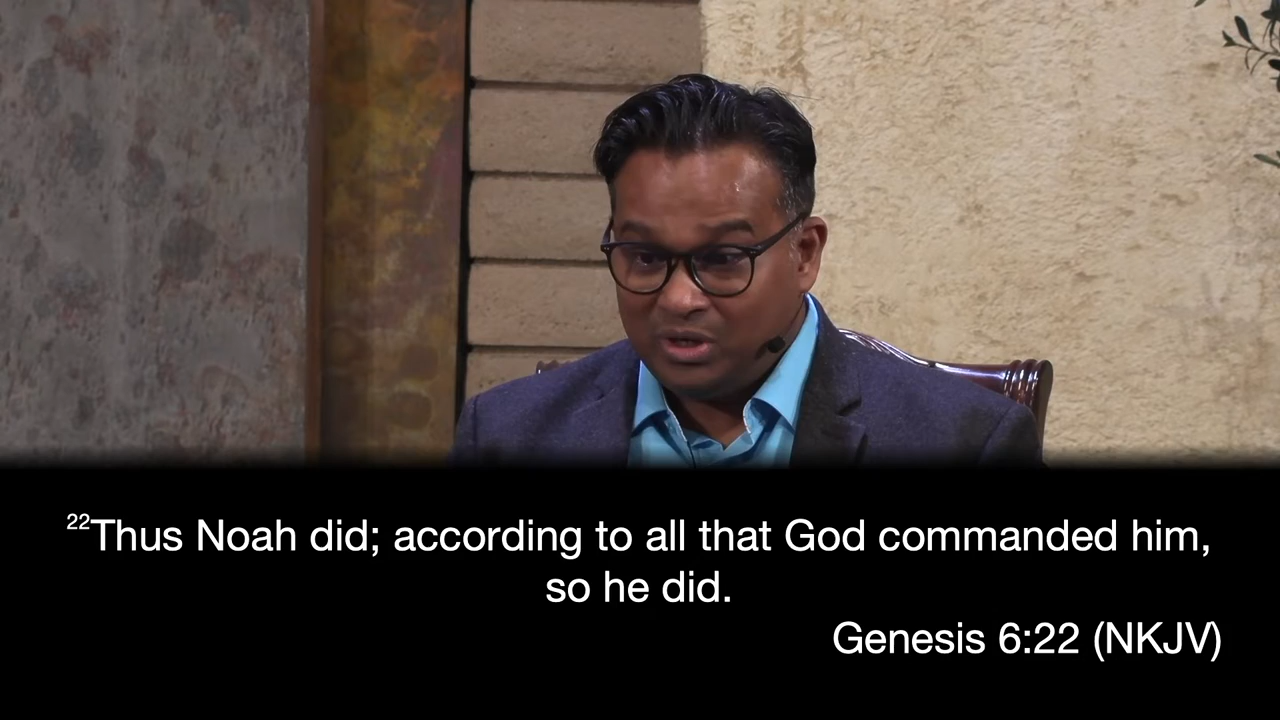 ²²Thus Noah did; according to all that God commanded him,
so he did.
Genesis 6:22 (NKJV)